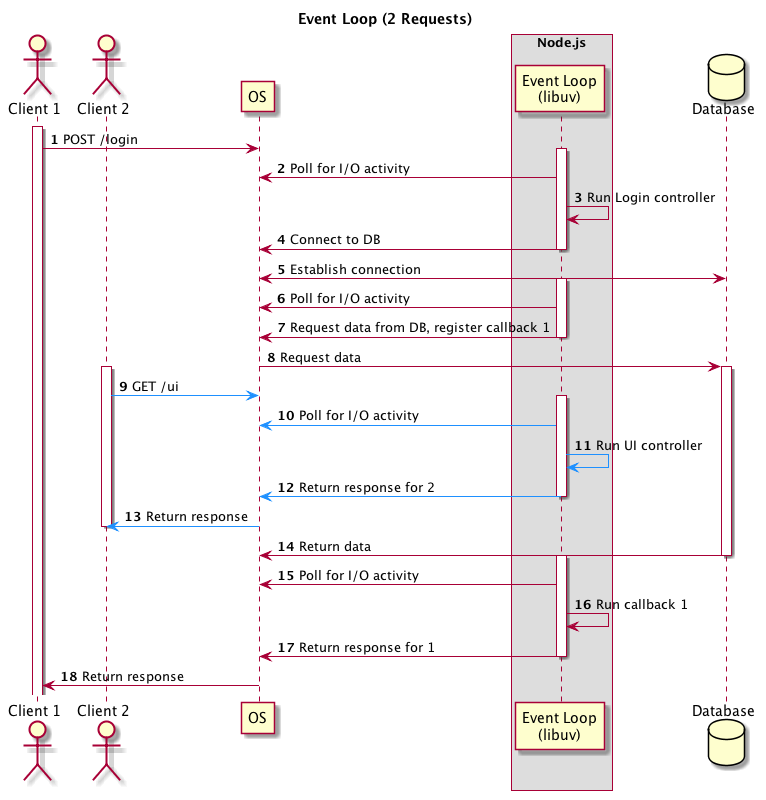 Event Loop (2 Requests)
Node.js
Client 1
Client 2
OS
Event Loop
(libuv)
Database
1 POST /login
2 Poll for I/O activity
3 Run Login controller
4 Connect to DB
5 Establish connection
6 Poll for I/O activity
7 Request data from DB, register callback 1
8 Request data
9 GET /ui
10 Poll for I/O activity
11 Run UI controller
12 Return response for 2
13 Return response
14 Return data
15 Poll for I/O activity
16 Run callback 1
17 Return response for 1
18 Return response
Client 1
Client 2
OS
Event Loop
(libuv)
Database